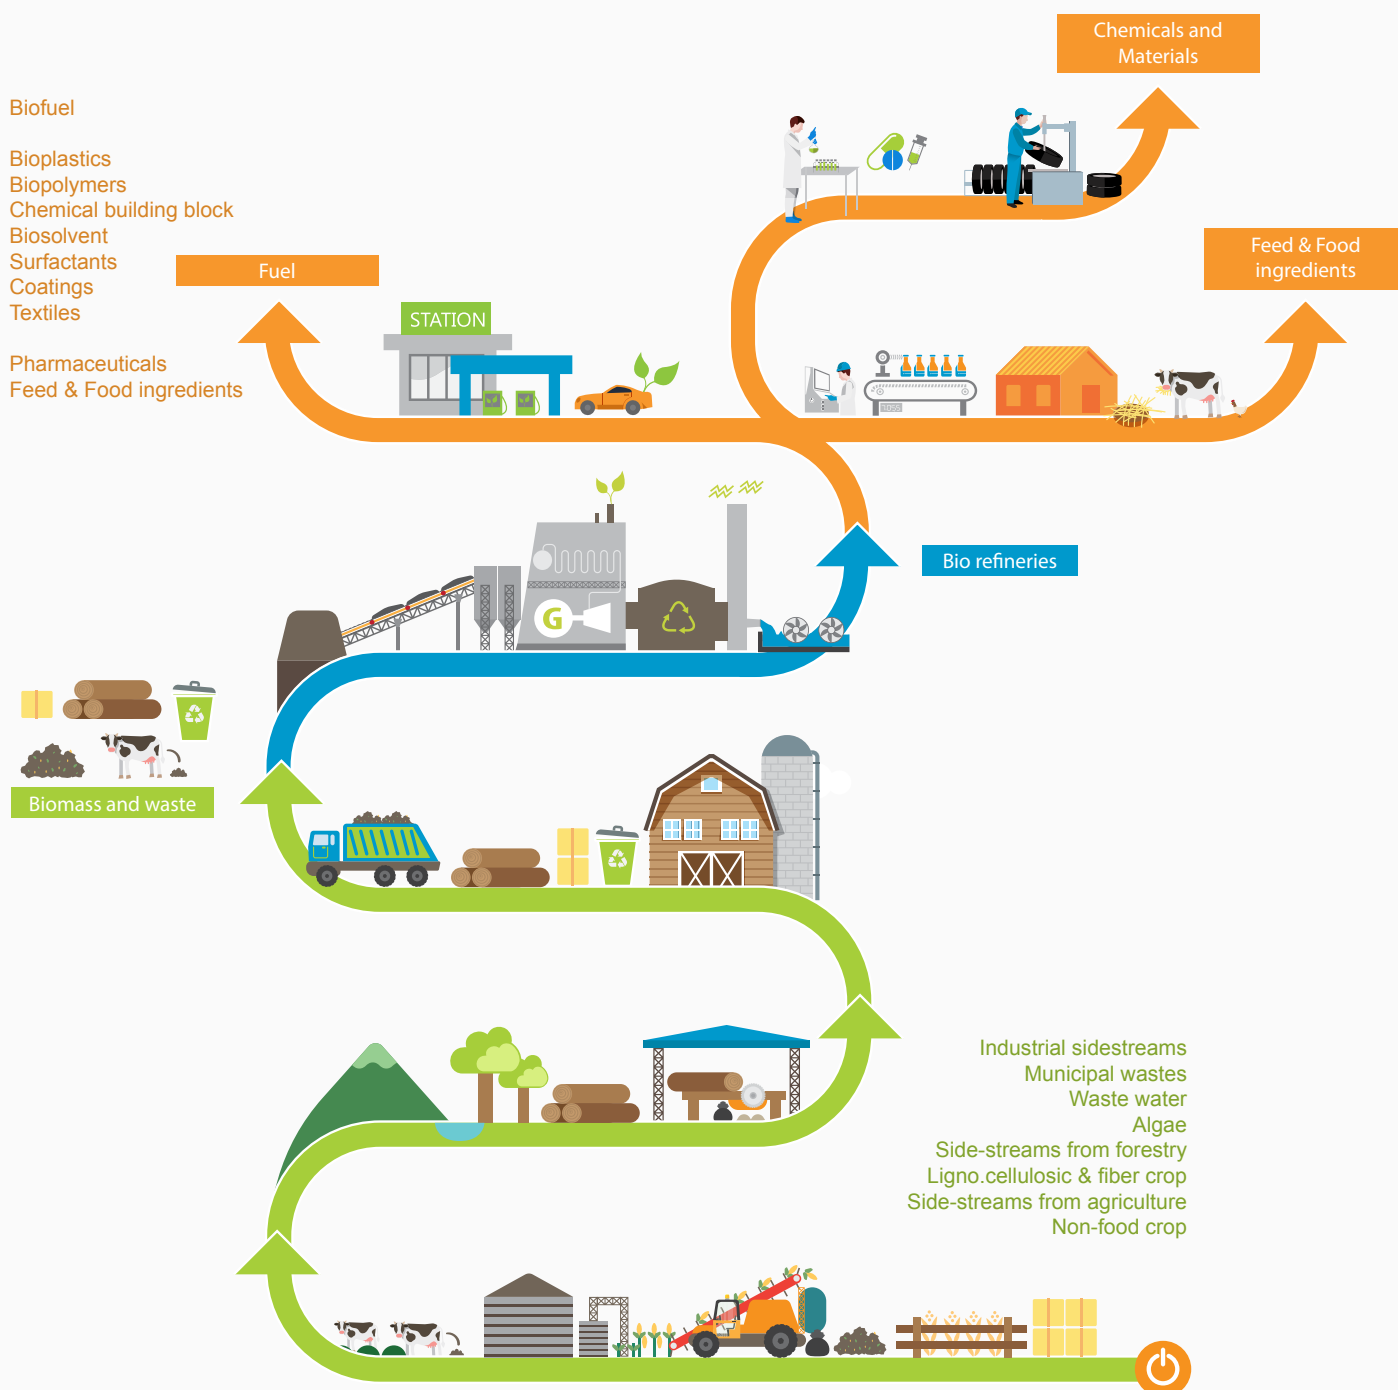 Chemicals and
Materials
Biofuel
Bioplastics
Biopolymers
Chemical building block
Biosolvent
Surfactants
Coatings
Textiles
Pharmaceuticals
Feed & Food ingredients
Fuel
Feed & Food
ingredients
STATION
1055
Bio refineries
G
Biomass and waste
Industrial sidestreams
Municipal wastes
Waste water
Algae
Side-streams from forestry
Ligno.cellulosic & fiber crop
Side-streams from agriculture
Non-food crop